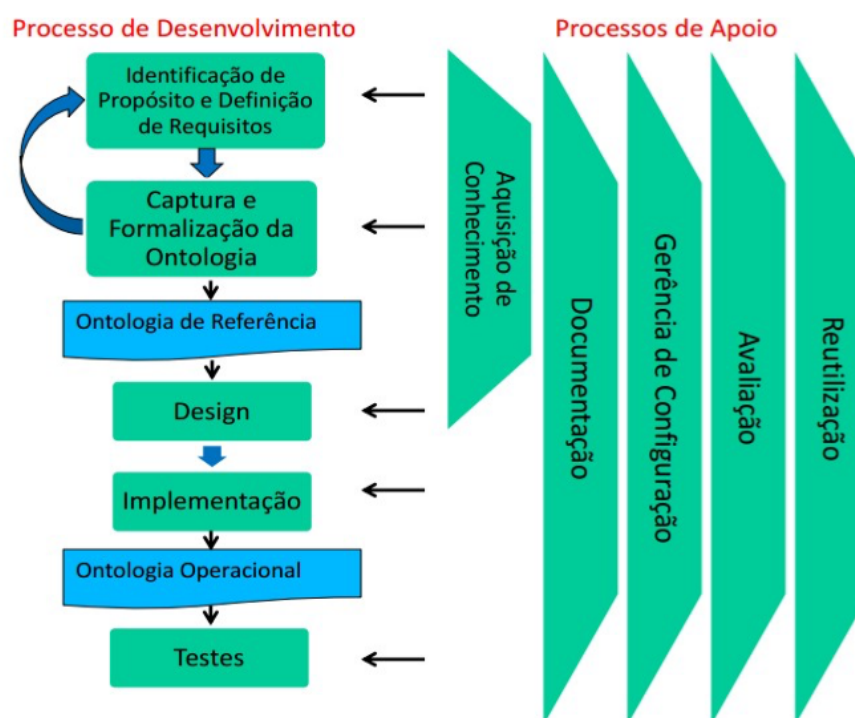 Processo de Desenvolvimento
Processos de Apoio
Identificação de
Propósito e Definição
de Requisitos
Captura e
Formalização da
Ontologia
Ontologia de Referência
Design
Implementação
Ontologia Operacional
Testes
Aquisição de
Conhecimento
Documentação
Gerência de Configuração
Avaliação
Reutilização